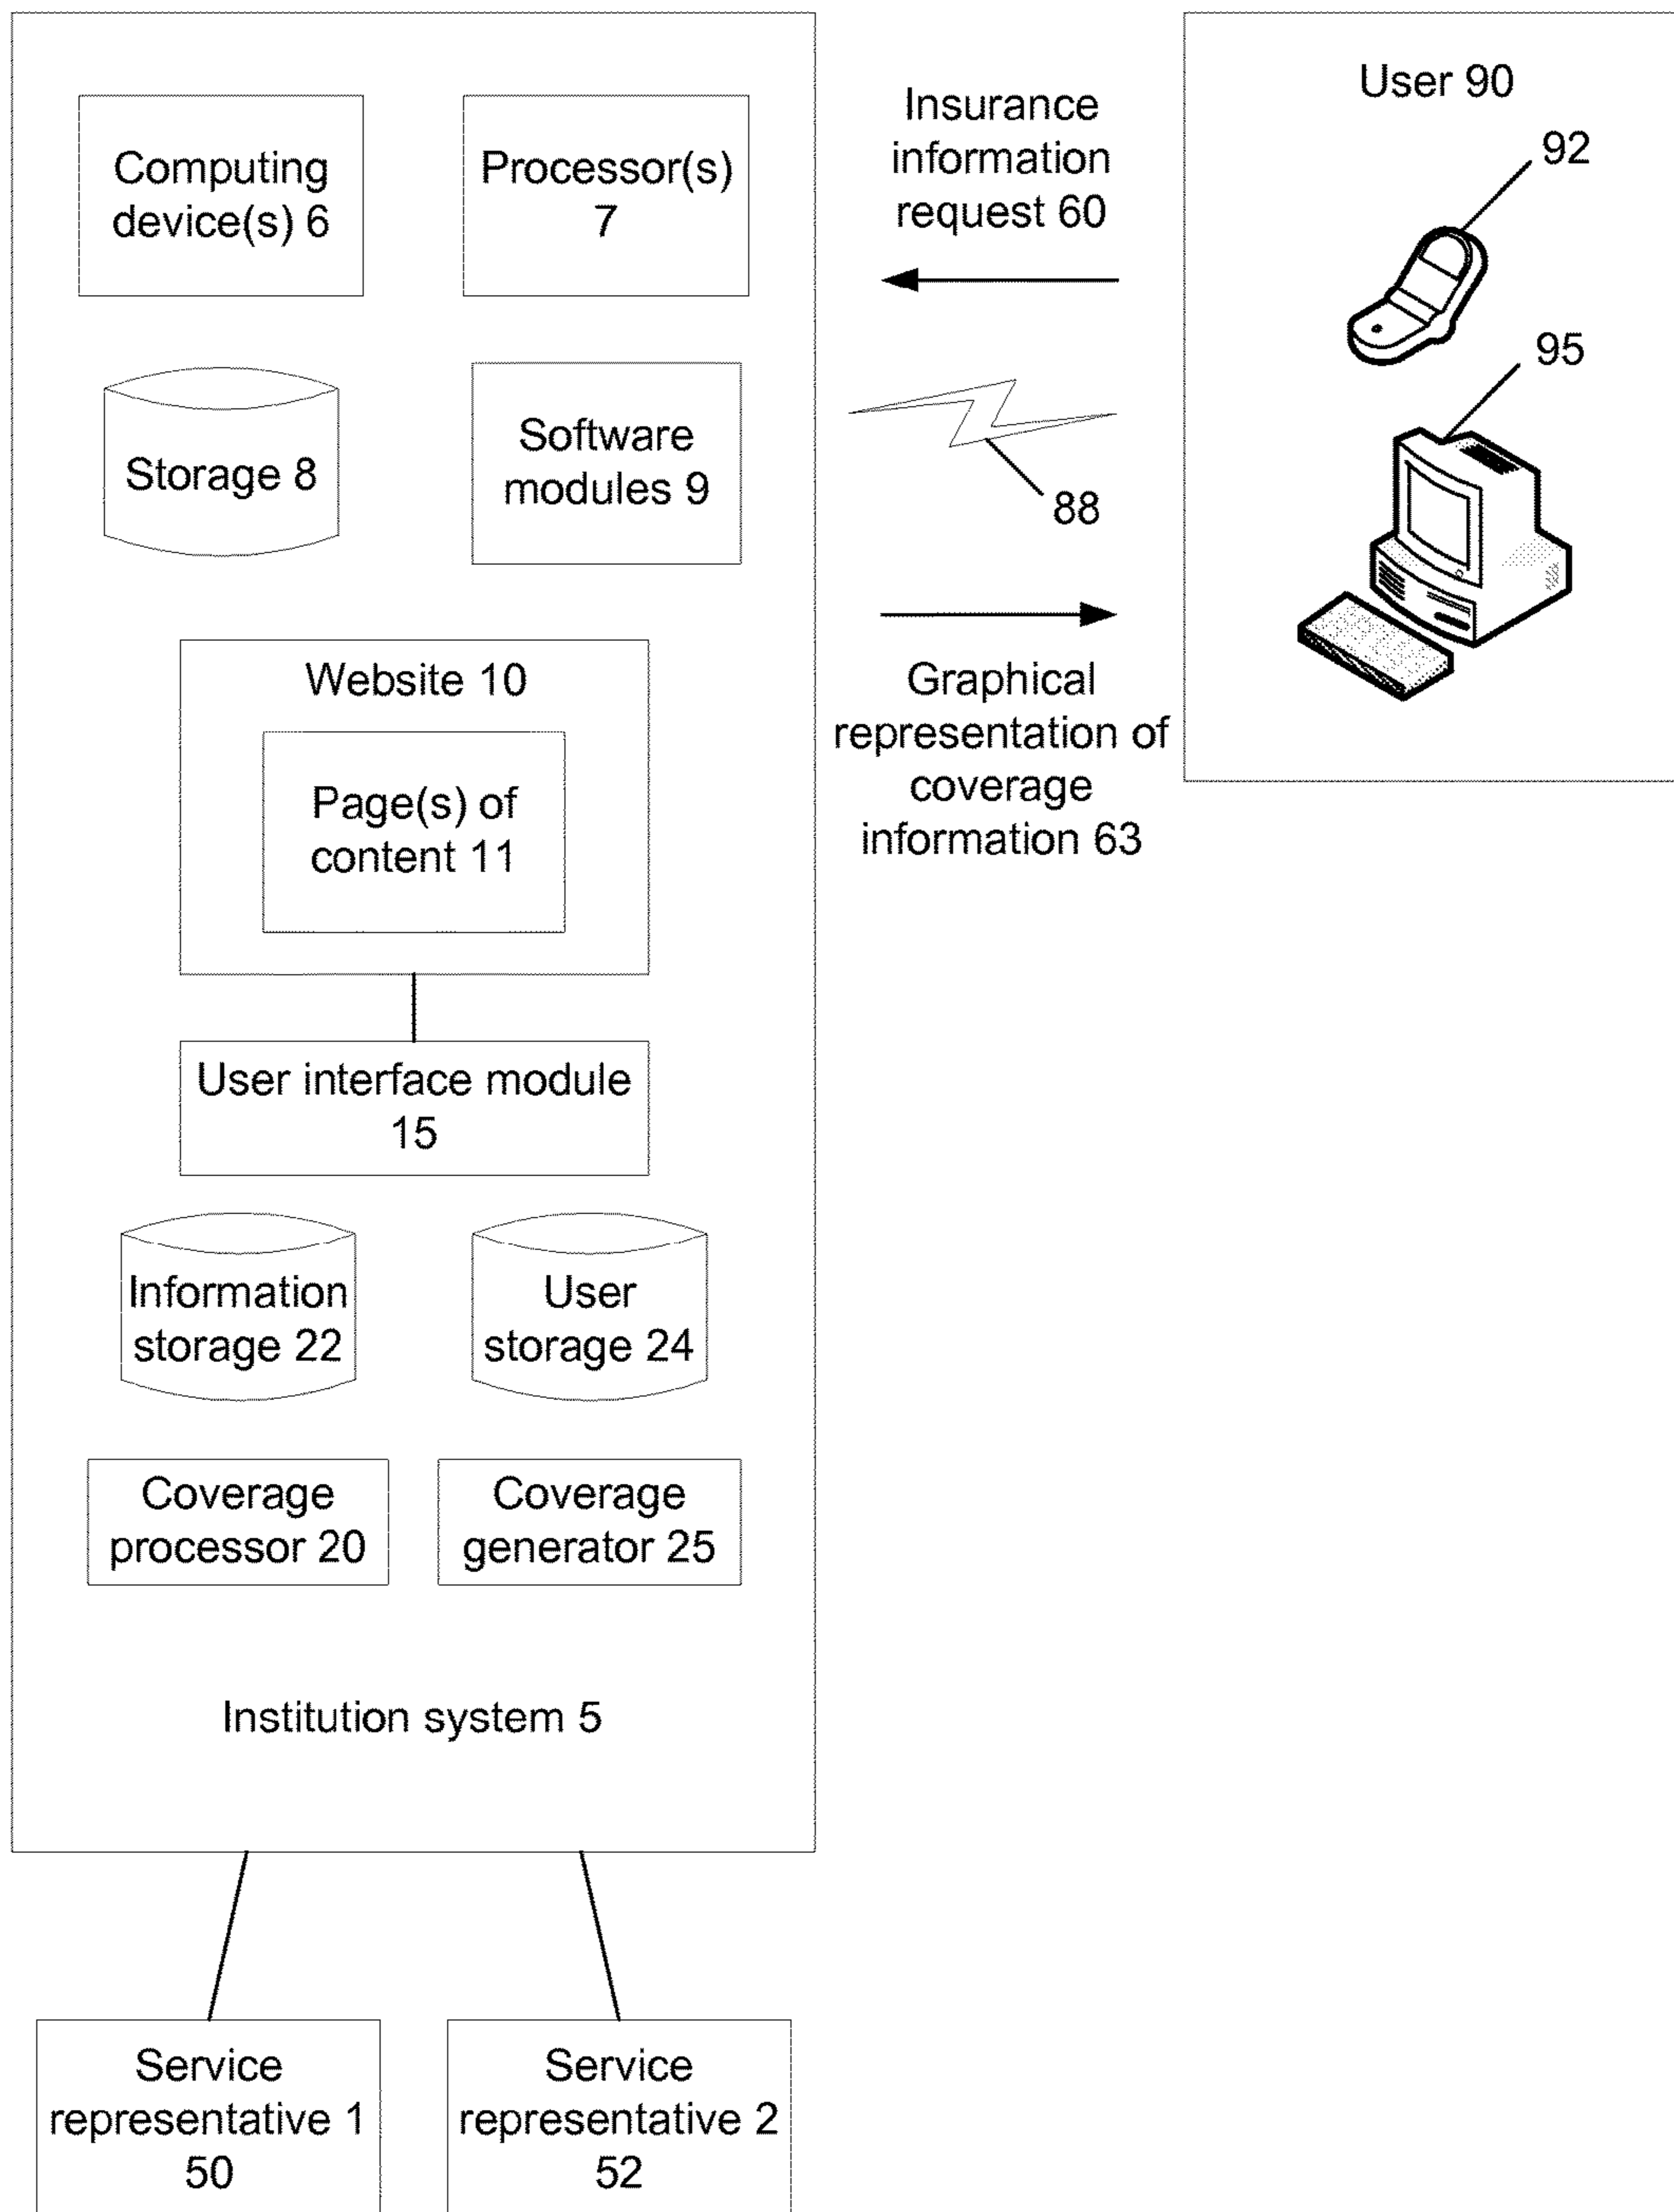 Computing
device(s) 6
Processor(s)
7
Storage 8
Software
modules 9
Website 10
Page(s) of
content 11
User interface module
15
Information
storage 22
User
storage 24
Coverage
processor 20
Coverage
generator 25
Institution system 5
Service
representative 1
50
Service
representative 2
52
Insurance
information
request 60
88
Graphical
representation of
coverage
information 63
User 90
92
95